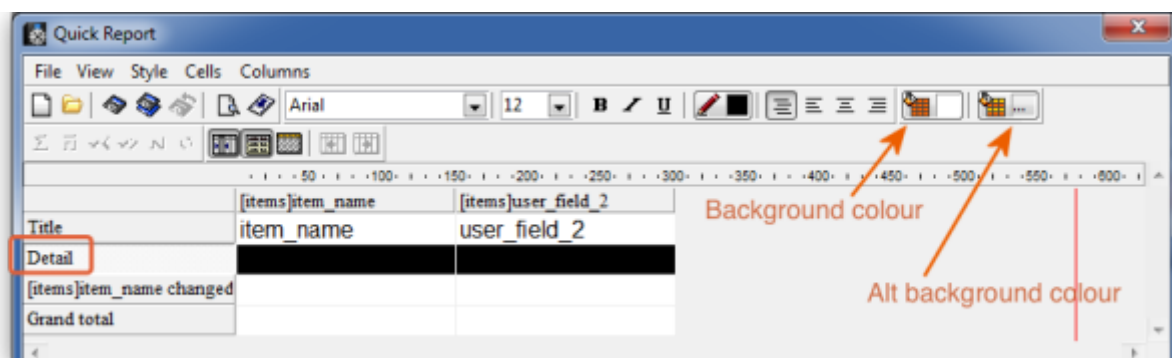 Quick Report
File View Style Cells Columns
Arial 12 B I U ...
50 100 150 200 250 300 350 400 450 500 550 600
[items]item_name [items]user_field_2
Background colour
Title item_name user_field_2
Detail
Alt background colour
[items]item_name changed
Grand total